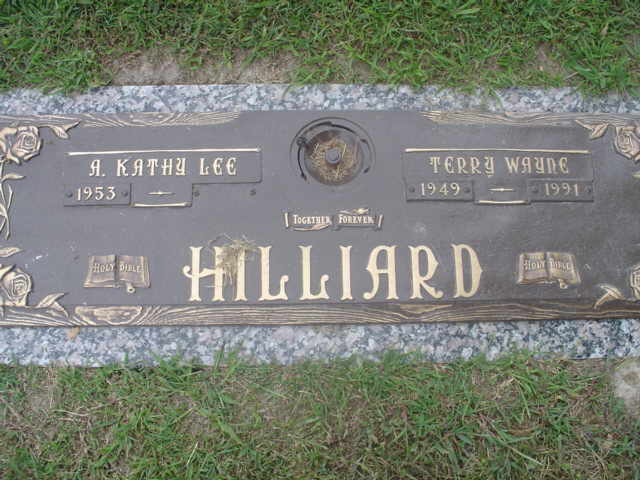 A. KATHY LEE
1953
TERRY WAYNE
1949 1991
TOGETHER FOREVER
HOLY BIBLE
HILLIARD
HOLY BIBLE